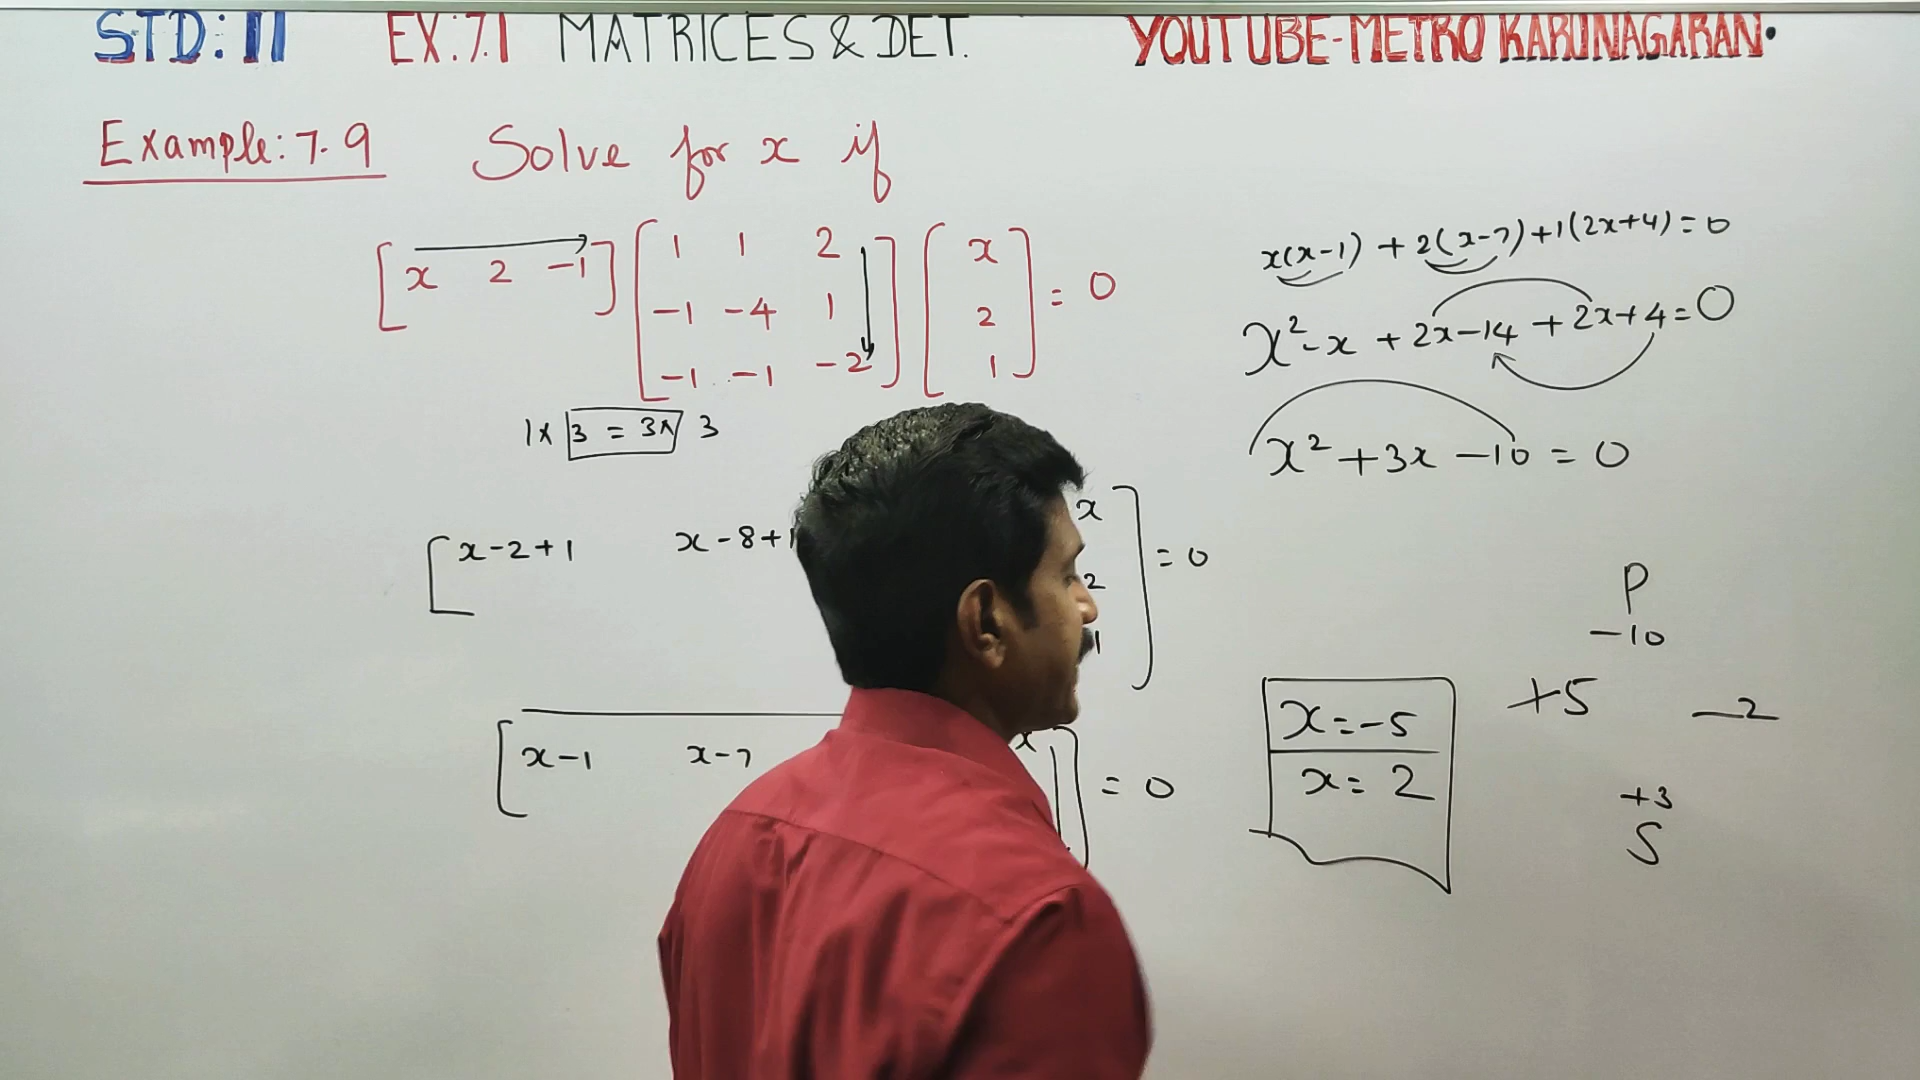 STD: 11 EX: 7.1 MATRICES & DET. YOUTUBE-METRO KARUNAGARAN.
Example: 7.9 Solve for x if
[x 2 -1] [1 1 2
-1 -4 1
-1 -1 -2] [x
2
1] = 0
1x 3 = 3x 3
[x-2+1 x-8+1
x
2
1] = 0
[x-1 x-7
x
] = 0
x(x-1) + 2(x-7) + 1(2x+4) = 0
x² - x + 2x - 14 + 2x + 4 = 0
x² + 3x - 10 = 0
P
-10
+5 -2
+3
S
x = -5
x = 2